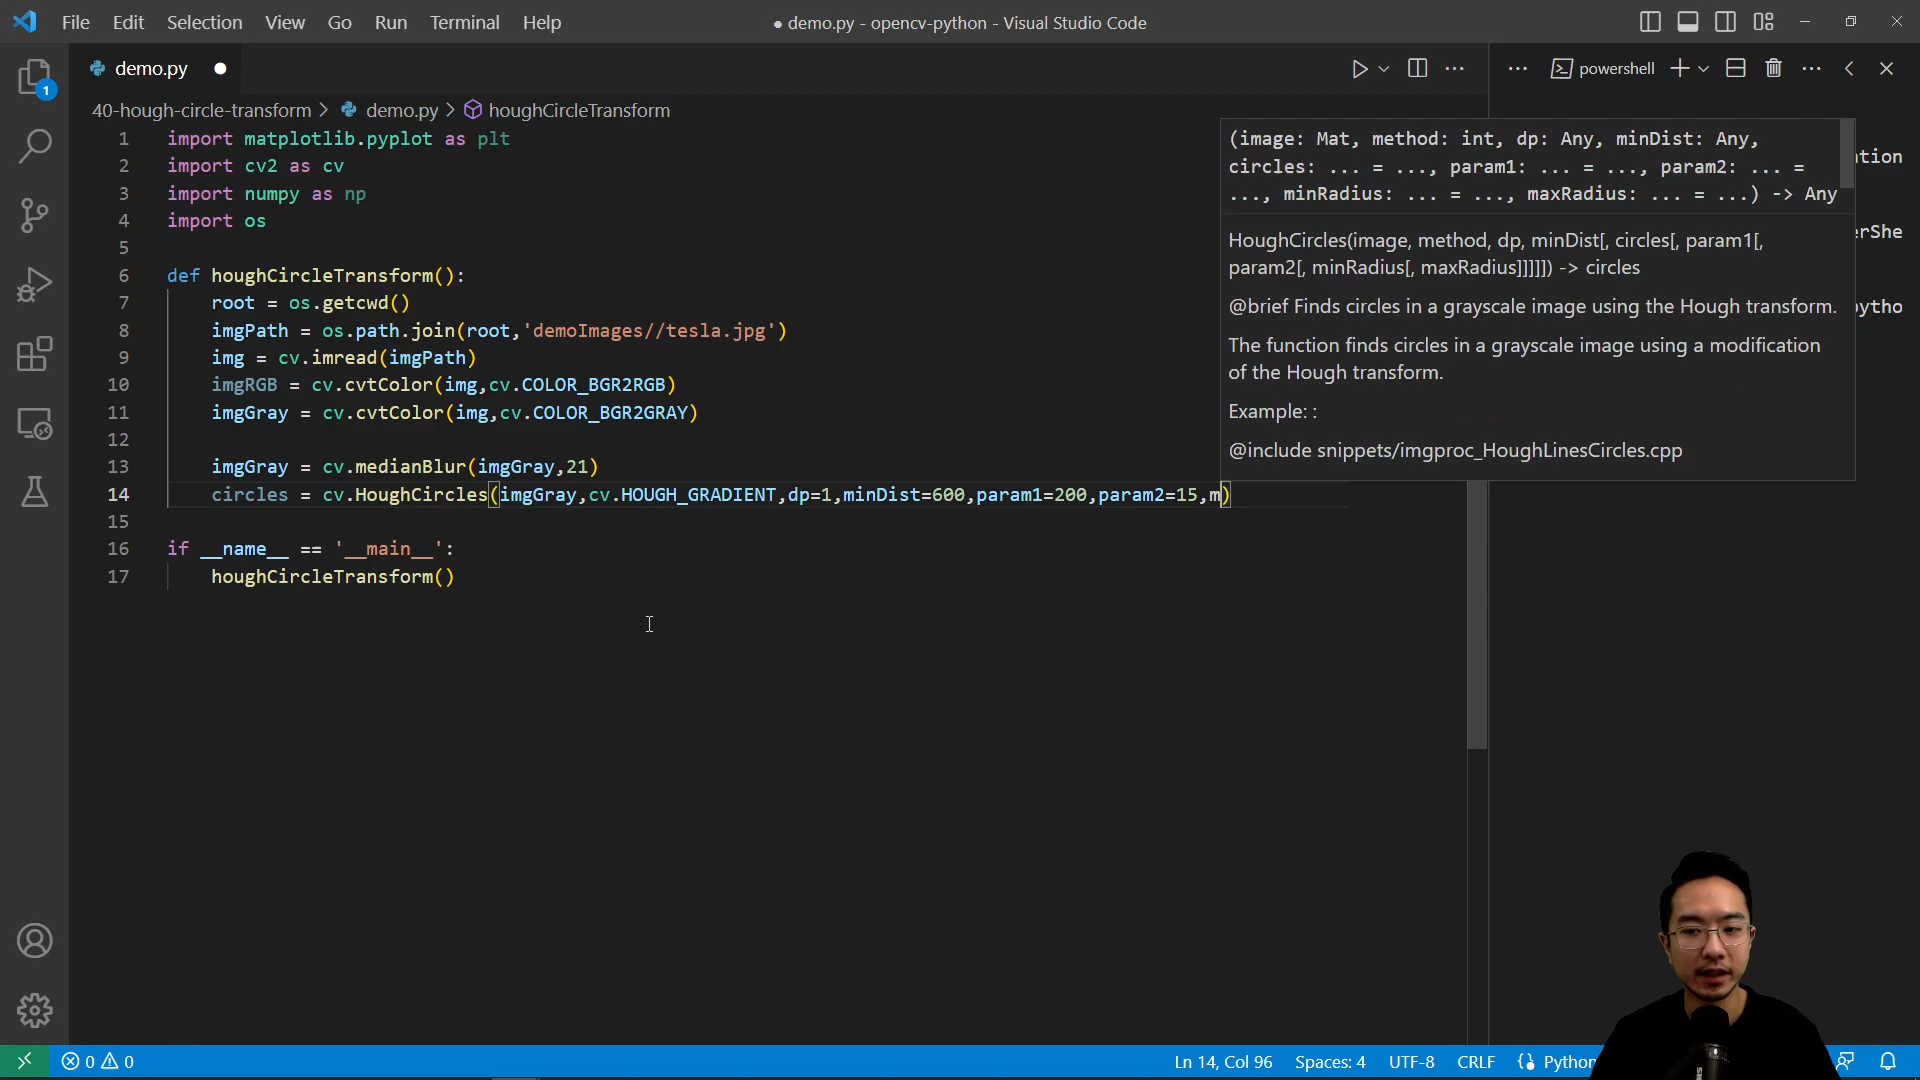 File Edit Selection View Go Run Terminal Help
● demo.py - opencv-python - Visual Studio Code
demo.py ●
powershell
40-hough-circle-transform > demo.py > houghCircleTransform
1 import matplotlib.pyplot as plt
2 import cv2 as cv
3 import numpy as np
4 import os
5
6 def houghCircleTransform():
7 root = os.getcwd()
8 imgPath = os.path.join(root,'demoImages//tesla.jpg')
9 img = cv.imread(imgPath)
10 imgRGB = cv.cvtColor(img,cv.COLOR_BGR2RGB)
11 imgGray = cv.cvtColor(img,cv.COLOR_BGR2GRAY)
12
13 imgGray = cv.medianBlur(imgGray,21)
14 circles = cv.HoughCircles(imgGray,cv.HOUGH_GRADIENT,dp=1,minDist=600,param1=200,param2=15,m)
15
16 if __name__ == '__main__':
17 houghCircleTransform()
(image: Mat, method: int, dp: Any, minDist: Any,
circles: ... = ..., param1: ... = ..., param2: ... =
..., minRadius: ... = ..., maxRadius: ... = ...) -> Any
HoughCircles(image, method, dp, minDist[, circles[, param1[,
param2[, minRadius[, maxRadius]]]]]) -> circles
@brief Finds circles in a grayscale image using the Hough transform.
The function finds circles in a grayscale image using a modification
of the Hough transform.
Example: :
@include snippets/imgproc_HoughLinesCircles.cpp
tion
erShe
ytho
1
0 0
Ln 14, Col 96 Spaces: 4 UTF-8 CRLF Python